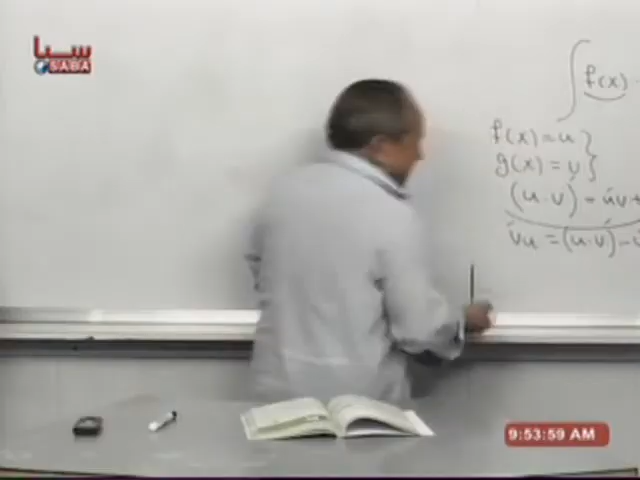 سبا
SABA
∫ f(x) ·
f(x) = u }
g(x) = v }
(u·v)' = u'v +
v'u = (u·v)' - u'
9:53:59 AM